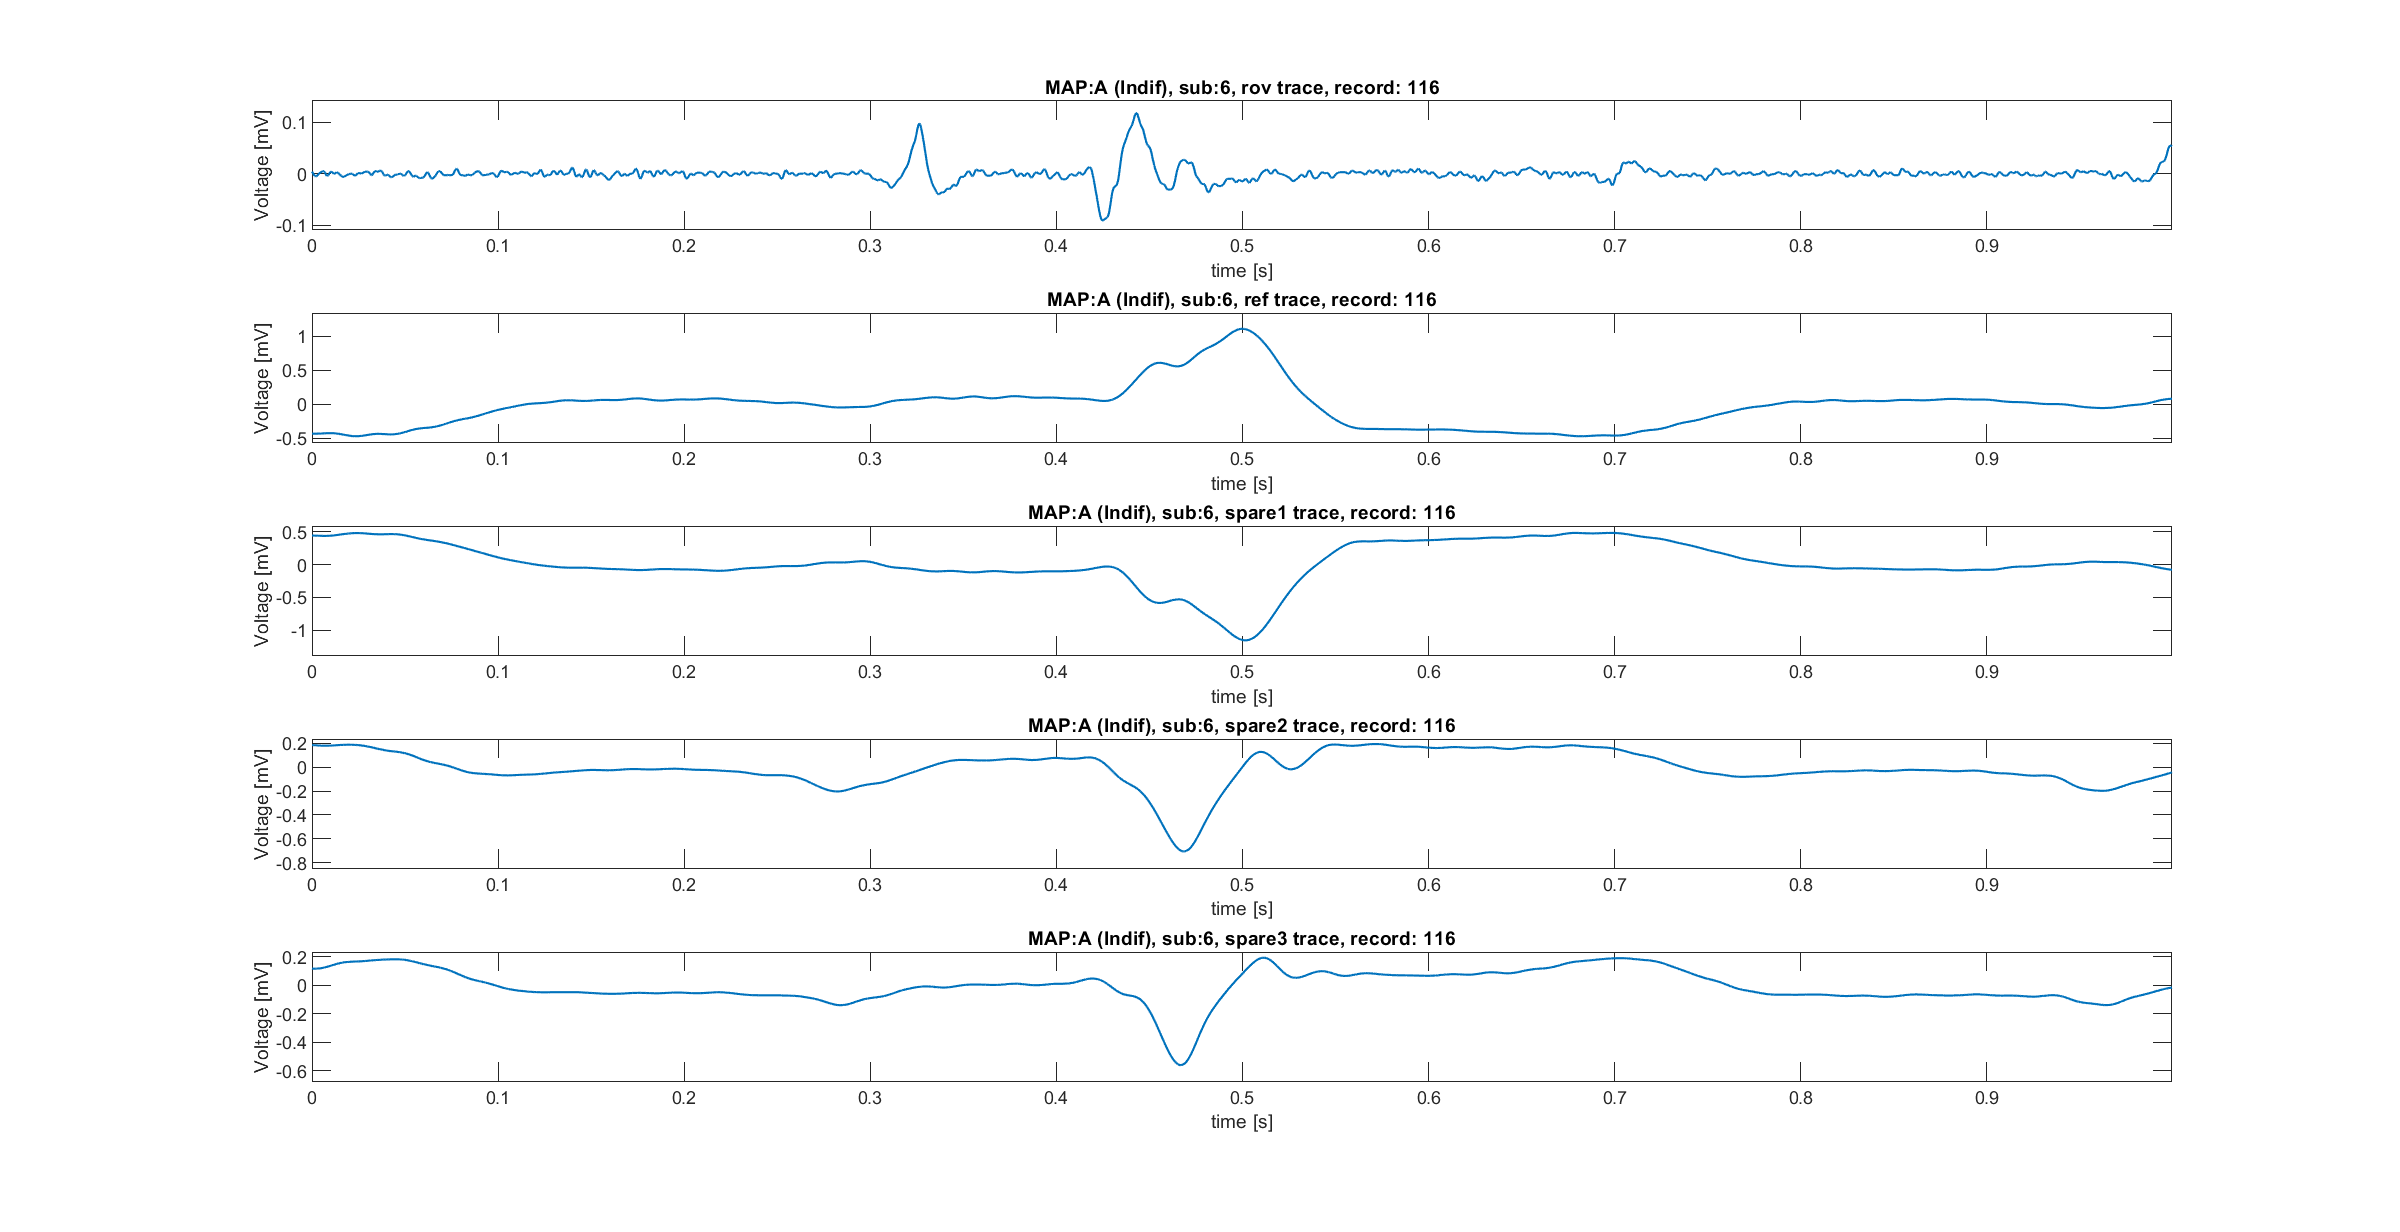 MAP:A (Indif), sub:6, rov trace, record: 116
Voltage [mV]
0.1
0
-0.1
0 0.1 0.2 0.3 0.4 0.5 0.6 0.7 0.8 0.9
time [s]
MAP:A (Indif), sub:6, ref trace, record: 116
Voltage [mV]
1
0.5
0
-0.5
0 0.1 0.2 0.3 0.4 0.5 0.6 0.7 0.8 0.9
time [s]
MAP:A (Indif), sub:6, spare1 trace, record: 116
Voltage [mV]
0.5
0
-0.5
-1
0 0.1 0.2 0.3 0.4 0.5 0.6 0.7 0.8 0.9
time [s]
MAP:A (Indif), sub:6, spare2 trace, record: 116
Voltage [mV]
0.2
0
-0.2
-0.4
-0.6
-0.8
0 0.1 0.2 0.3 0.4 0.5 0.6 0.7 0.8 0.9
time [s]
MAP:A (Indif), sub:6, spare3 trace, record: 116
Voltage [mV]
0.2
0
-0.2
-0.4
-0.6
0 0.1 0.2 0.3 0.4 0.5 0.6 0.7 0.8 0.9
time [s]